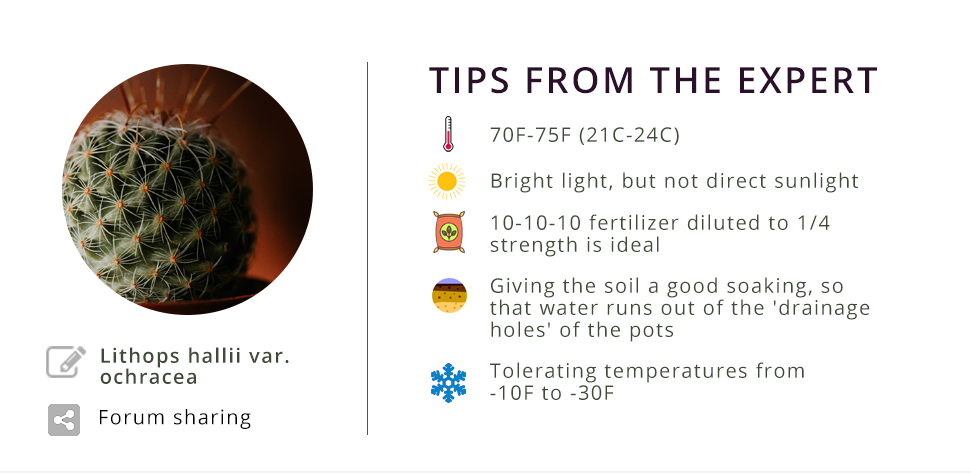 TIPS FROM THE EXPERT
70F-75F (21C-24C)
Bright light, but not direct sunlight
10-10-10 fertilizer diluted to 1/4
strength is ideal
Giving the soil a good soaking, so
that water runs out of the 'drainage
holes' of the pots
Tolerating temperatures from
-10F to -30F
Lithops hallii var.
ochracea
Forum sharing